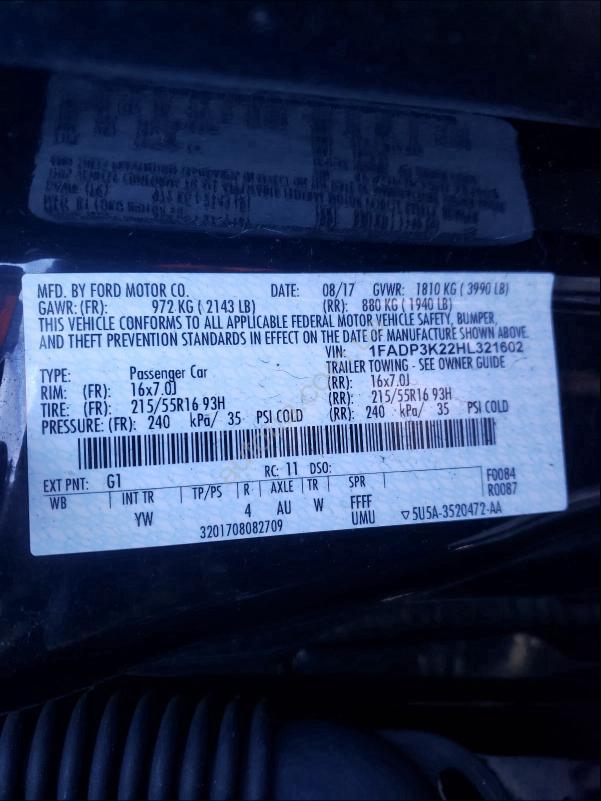 MFD. BY FORD MOTOR CO. DATE: 08/17 GVWR: 1810 KG ( 3990 LB)
GAWR: (FR): 972 KG ( 2143 LB) (RR): 880 KG ( 1940 LB)
THIS VEHICLE CONFORMS TO ALL APPLICABLE FEDERAL MOTOR VEHICLE SAFETY, BUMPER,
AND THEFT PREVENTION STANDARDS IN EFFECT ON THE DATE OF MANUFACTURE SHOWN ABOVE.
VIN: 1FADP3K22HL321602
TYPE: Passenger Car TRAILER TOWING - SEE OWNER GUIDE
RIM: (FR): 16x7.0J (RR): 16x7.0J
TIRE: (FR): 215/55R16 93H (RR): 215/55R16 93H
PRESSURE: (FR): 240 kPa/ 35 PSI COLD (RR): 240 kPa/ 35 PSI COLD
EXT PNT: G1 RC: 11 DSO: F0084
WB INT TR TP/PS R AXLE TR SPR R0087
YW 4 AU W FFFF
UMU ▽5U5A-3520472-AA
3201708082709